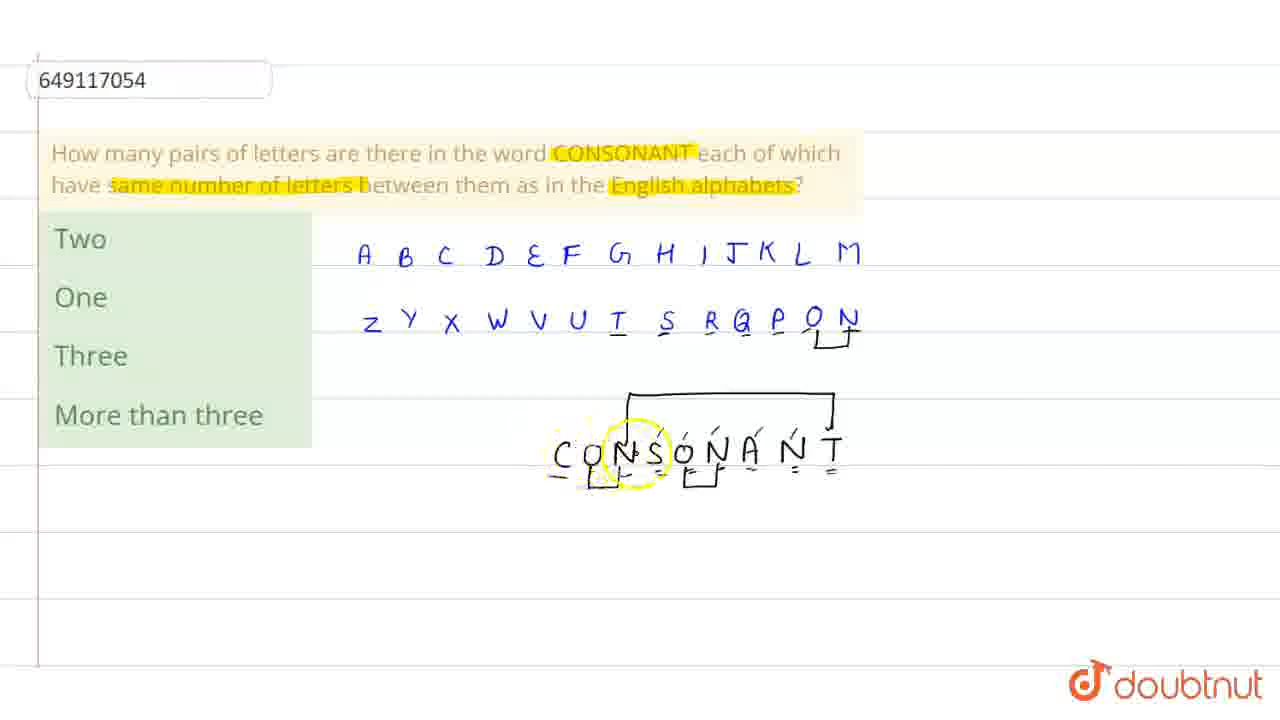 649117054
How many pairs of letters are there in the word CONSONANT each of which
have same number of letters between them as in the English alphabets?
Two
One
Three
More than three
A B C D E F G H I J K L M
Z Y X W V U T S R Q P O N
C O N S O N A N T
doubtnut